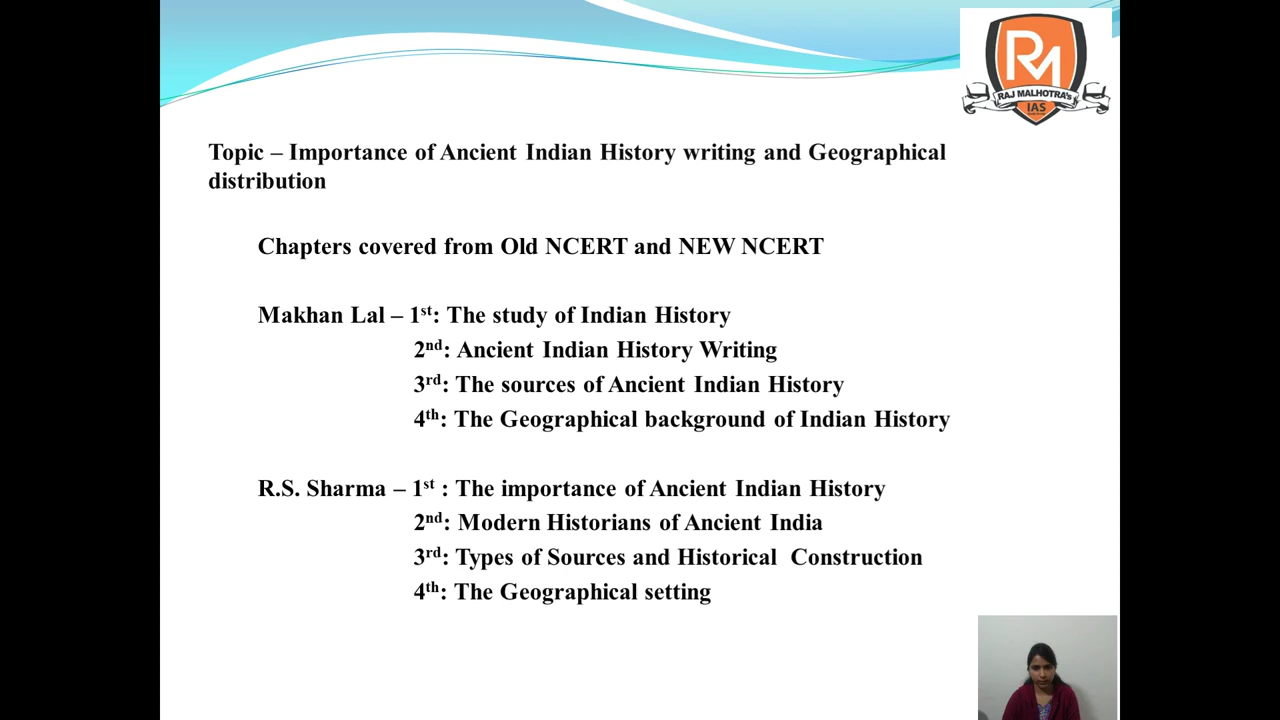 RM
RAJ MALHOTRA'S
IAS
Topic – Importance of Ancient Indian History writing and Geographical
distribution
Chapters covered from Old NCERT and NEW NCERT
Makhan Lal – 1st: The study of Indian History
2nd: Ancient Indian History Writing
3rd: The sources of Ancient Indian History
4th: The Geographical background of Indian History
R.S. Sharma – 1st : The importance of Ancient Indian History
2nd: Modern Historians of Ancient India
3rd: Types of Sources and Historical Construction
4th: The Geographical setting